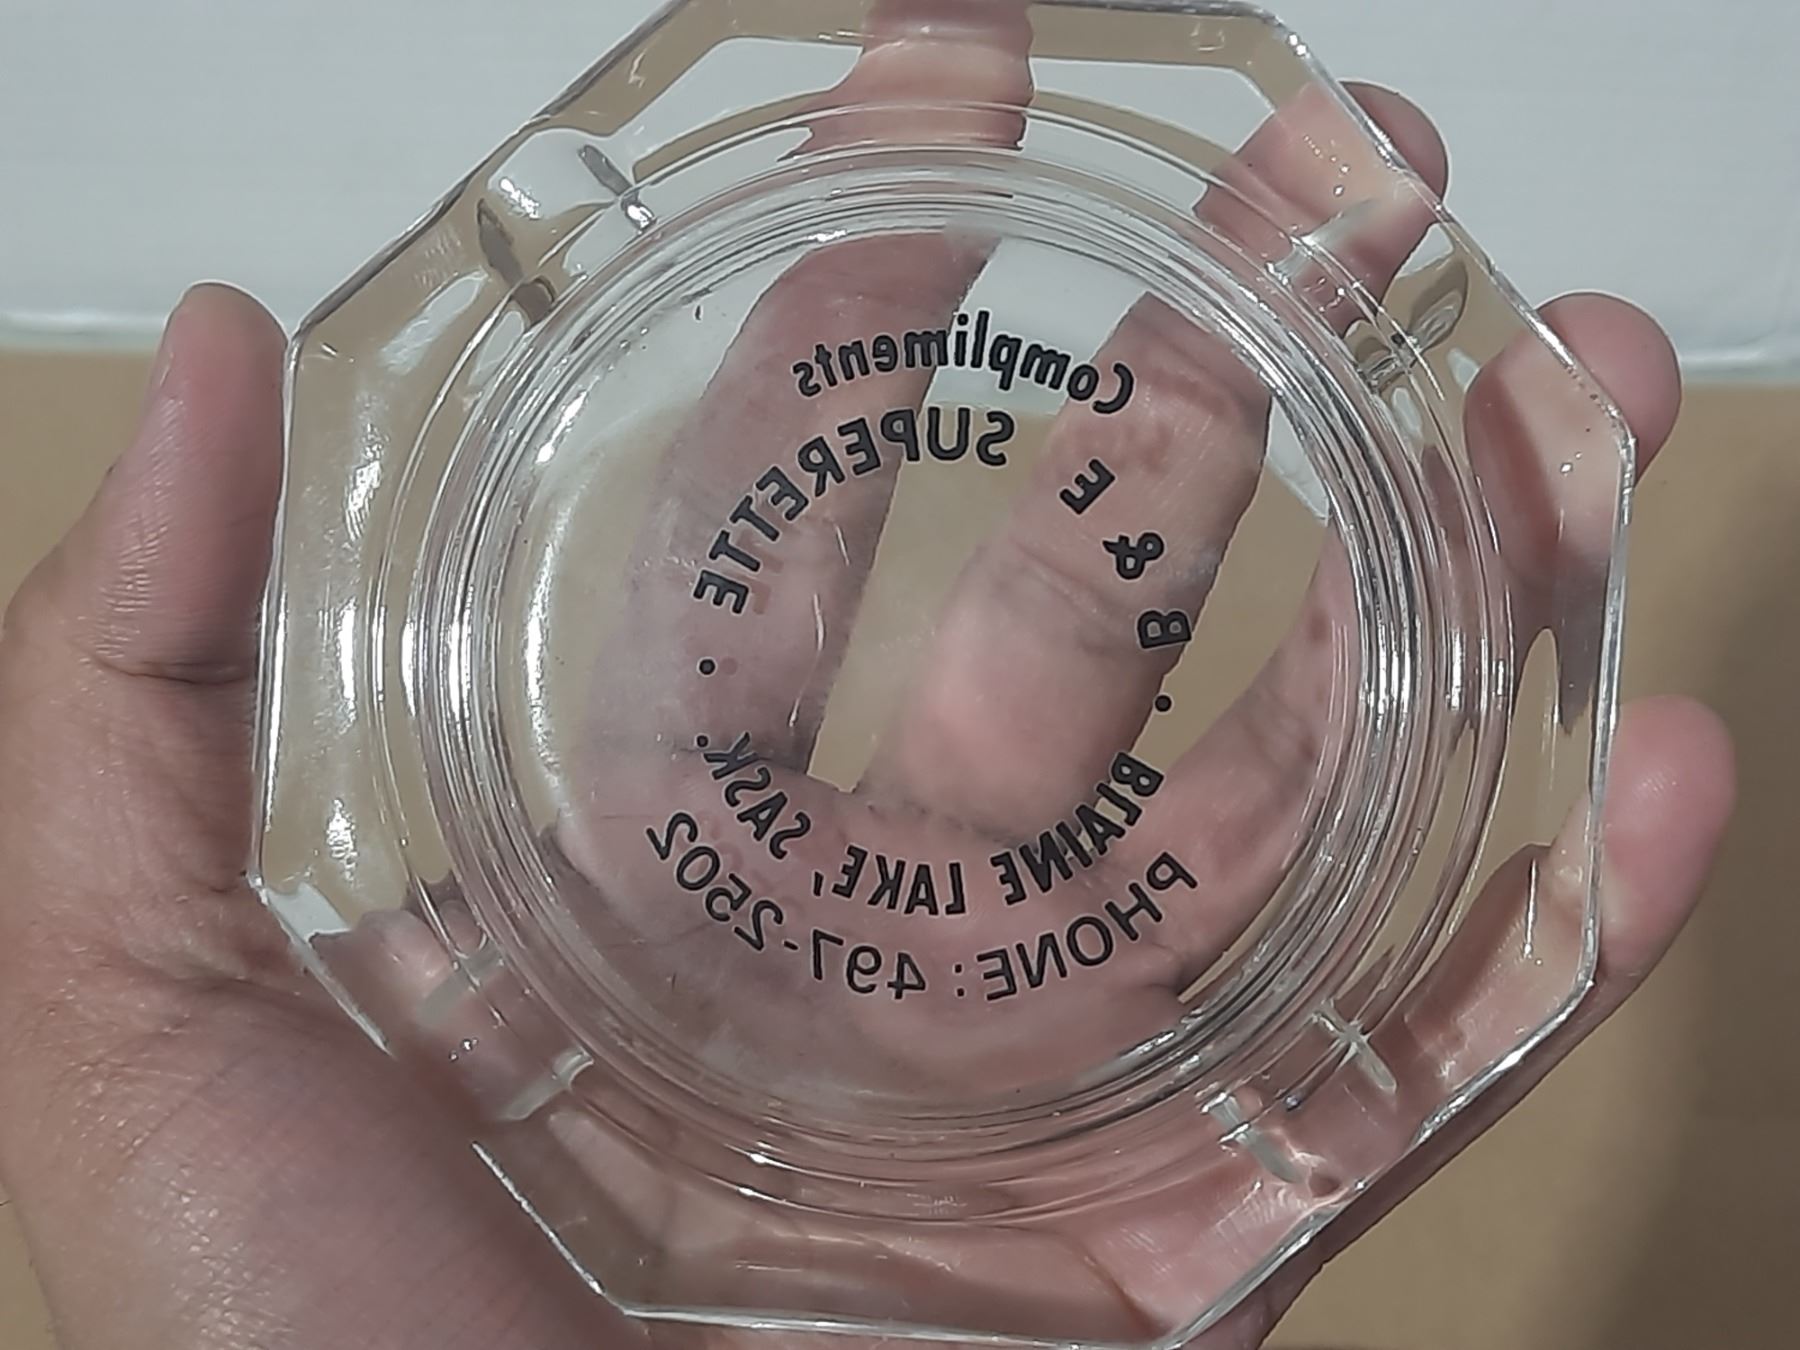 Compliments
B & E SUPERETTE
• BLAINE LAKE, SASK. •
PHONE: 497-2502